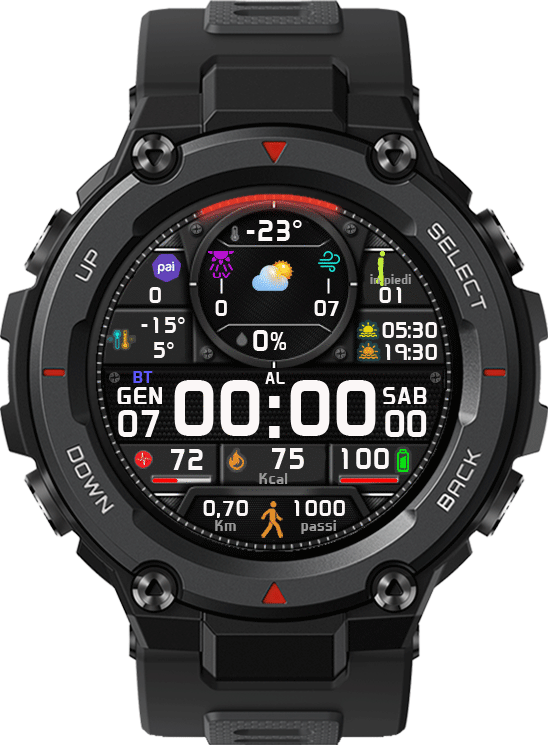 UP
SELECT
-23°
pai
0
0
07
impiedi
01
-15°
5°
0%
05:30
19:30
BT
AL
GEN
07
00:00
SAB
00
72
75
Kcal
100
0,70
Km
1000
passi
DOWN
BACK